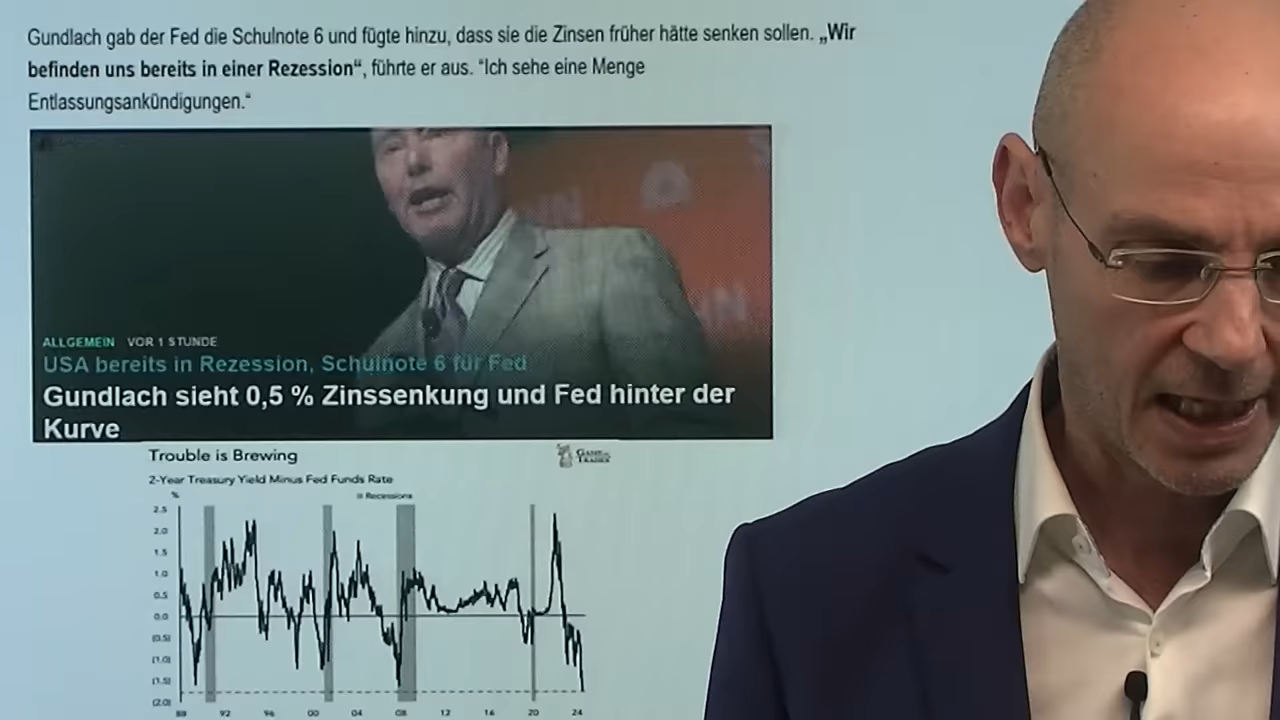 Gundlach gab der Fed die Schulnote 6 und fügte hinzu, dass sie die Zinsen früher hätte senken sollen. „Wir
befinden uns bereits in einer Rezession“, führte er aus. “Ich sehe eine Menge
Entlassungsankündigungen.“
ALLGEMEIN VOR 1 STUNDE
USA bereits in Rezession, Schulnote 6 für Fed
Gundlach sieht 0,5 % Zinssenkung und Fed hinter der
Kurve
Trouble is Brewing
GAME OF TRADES
2-Year Treasury Yield Minus Fed Funds Rate
%
Recessions
2.5
2.0
1.5
1.0
0.5
0.0
(0.5)
(1.0)
(1.5)
(2.0)
88 92 96 00 04 08 12 16 20 24